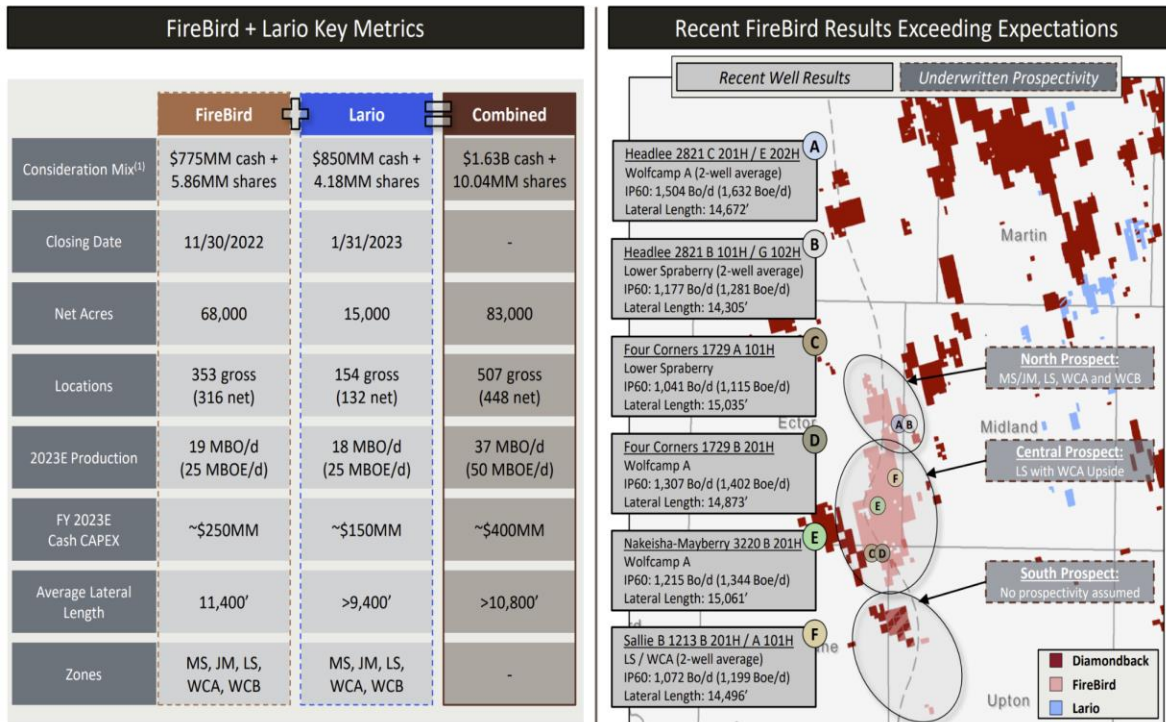 FireBird + Lario Key Metrics
FireBird
Lario
Combined
Consideration Mix(1)
$775MM cash +
5.86MM shares
$850MM cash +
4.18MM shares
$1.63B cash +
10.04MM shares
Closing Date
11/30/2022
1/31/2023
-
Net Acres
68,000
15,000
83,000
Locations
353 gross
(316 net)
154 gross
(132 net)
507 gross
(448 net)
2023E Production
19 MBO/d
(25 MBOE/d)
18 MBO/d
(25 MBOE/d)
37 MBO/d
(50 MBOE/d)
FY 2023E
Cash CAPEX
~$250MM
~$150MM
~$400MM
Average Lateral
Length
11,400’
>9,400’
>10,800’
Zones
MS, JM, LS,
WCA, WCB
MS, JM, LS,
WCA, WCB
-
Recent FireBird Results Exceeding Expectations
Recent Well Results
Underwritten Prospectivity
A
Headlee 2821 C 201H / E 202H
Wolfcamp A (2-well average)
IP60: 1,504 Bo/d (1,632 Boe/d)
Lateral Length: 14,672’
B
Headlee 2821 B 101H / G 102H
Lower Spraberry (2-well average)
IP60: 1,177 Bo/d (1,281 Boe/d)
Lateral Length: 14,305’
C
Four Corners 1729 A 101H
Lower Spraberry
IP60: 1,041 Bo/d (1,115 Boe/d)
Lateral Length: 15,035’
D
Four Corners 1729 B 201H
Wolfcamp A
IP60: 1,307 Bo/d (1,402 Boe/d)
Lateral Length: 14,873’
E
Nakeisha-Mayberry 3220 B 201H
Wolfcamp A
IP60: 1,215 Bo/d (1,344 Boe/d)
Lateral Length: 15,061’
F
Sallie B 1213 B 201H / A 101H
LS / WCA (2-well average)
IP60: 1,072 Bo/d (1,199 Boe/d)
Lateral Length: 14,496’
Martin
North Prospect:
MS/JM, LS, WCA and WCB
Ector
A B
Midland
Central Prospect:
LS with WCA Upside
F
E
C D
South Prospect:
No prospectivity assumed
Upton
Diamondback
FireBird
Lario